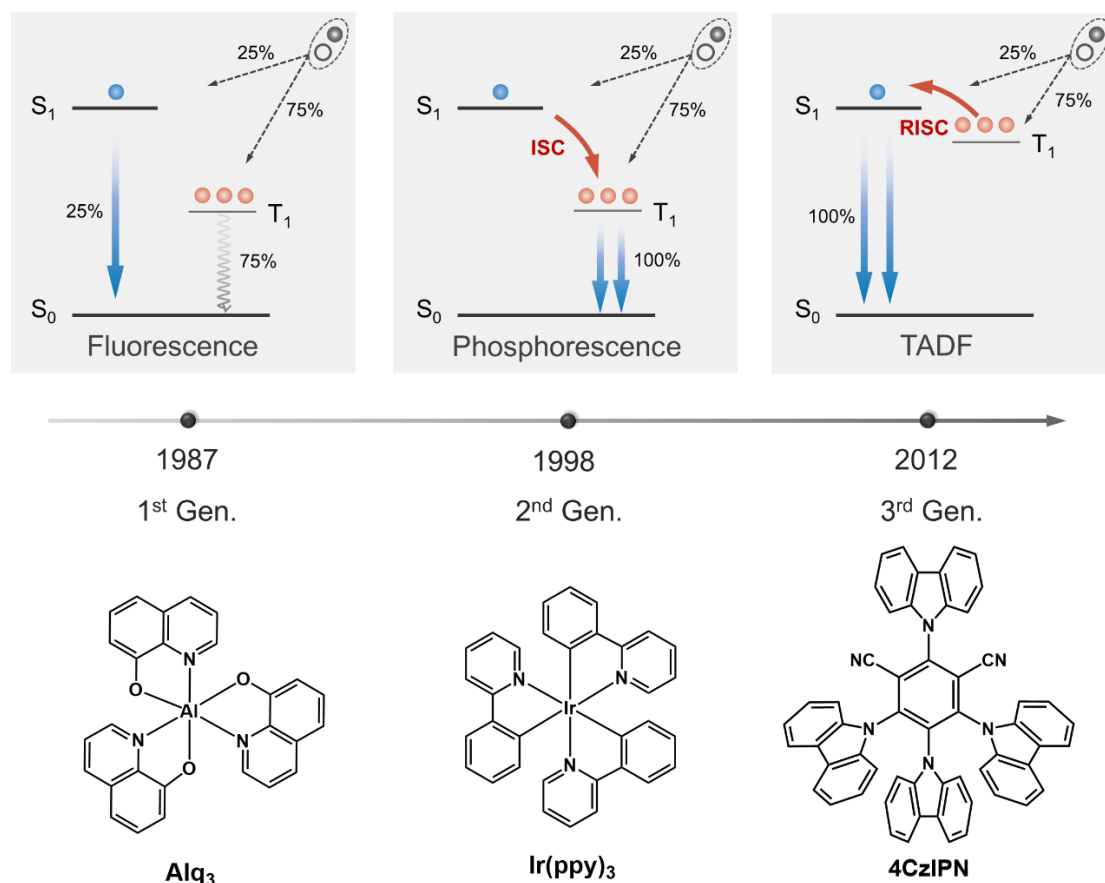 25%
75%
S₁
25%
T₁
75%
S₀
Fluorescence
25%
75%
S₁
ISC
T₁
100%
S₀
Phosphorescence
25%
75%
S₁
RISC
T₁
100%
S₀
TADF
1987
1998
2012
1st Gen.
2nd Gen.
3rd Gen.
N
O
Al
O
N
N
O
Alq₃
N
N
Ir
N
Ir(ppy)₃
N
NC
CN
N
N
N
4CzIPN